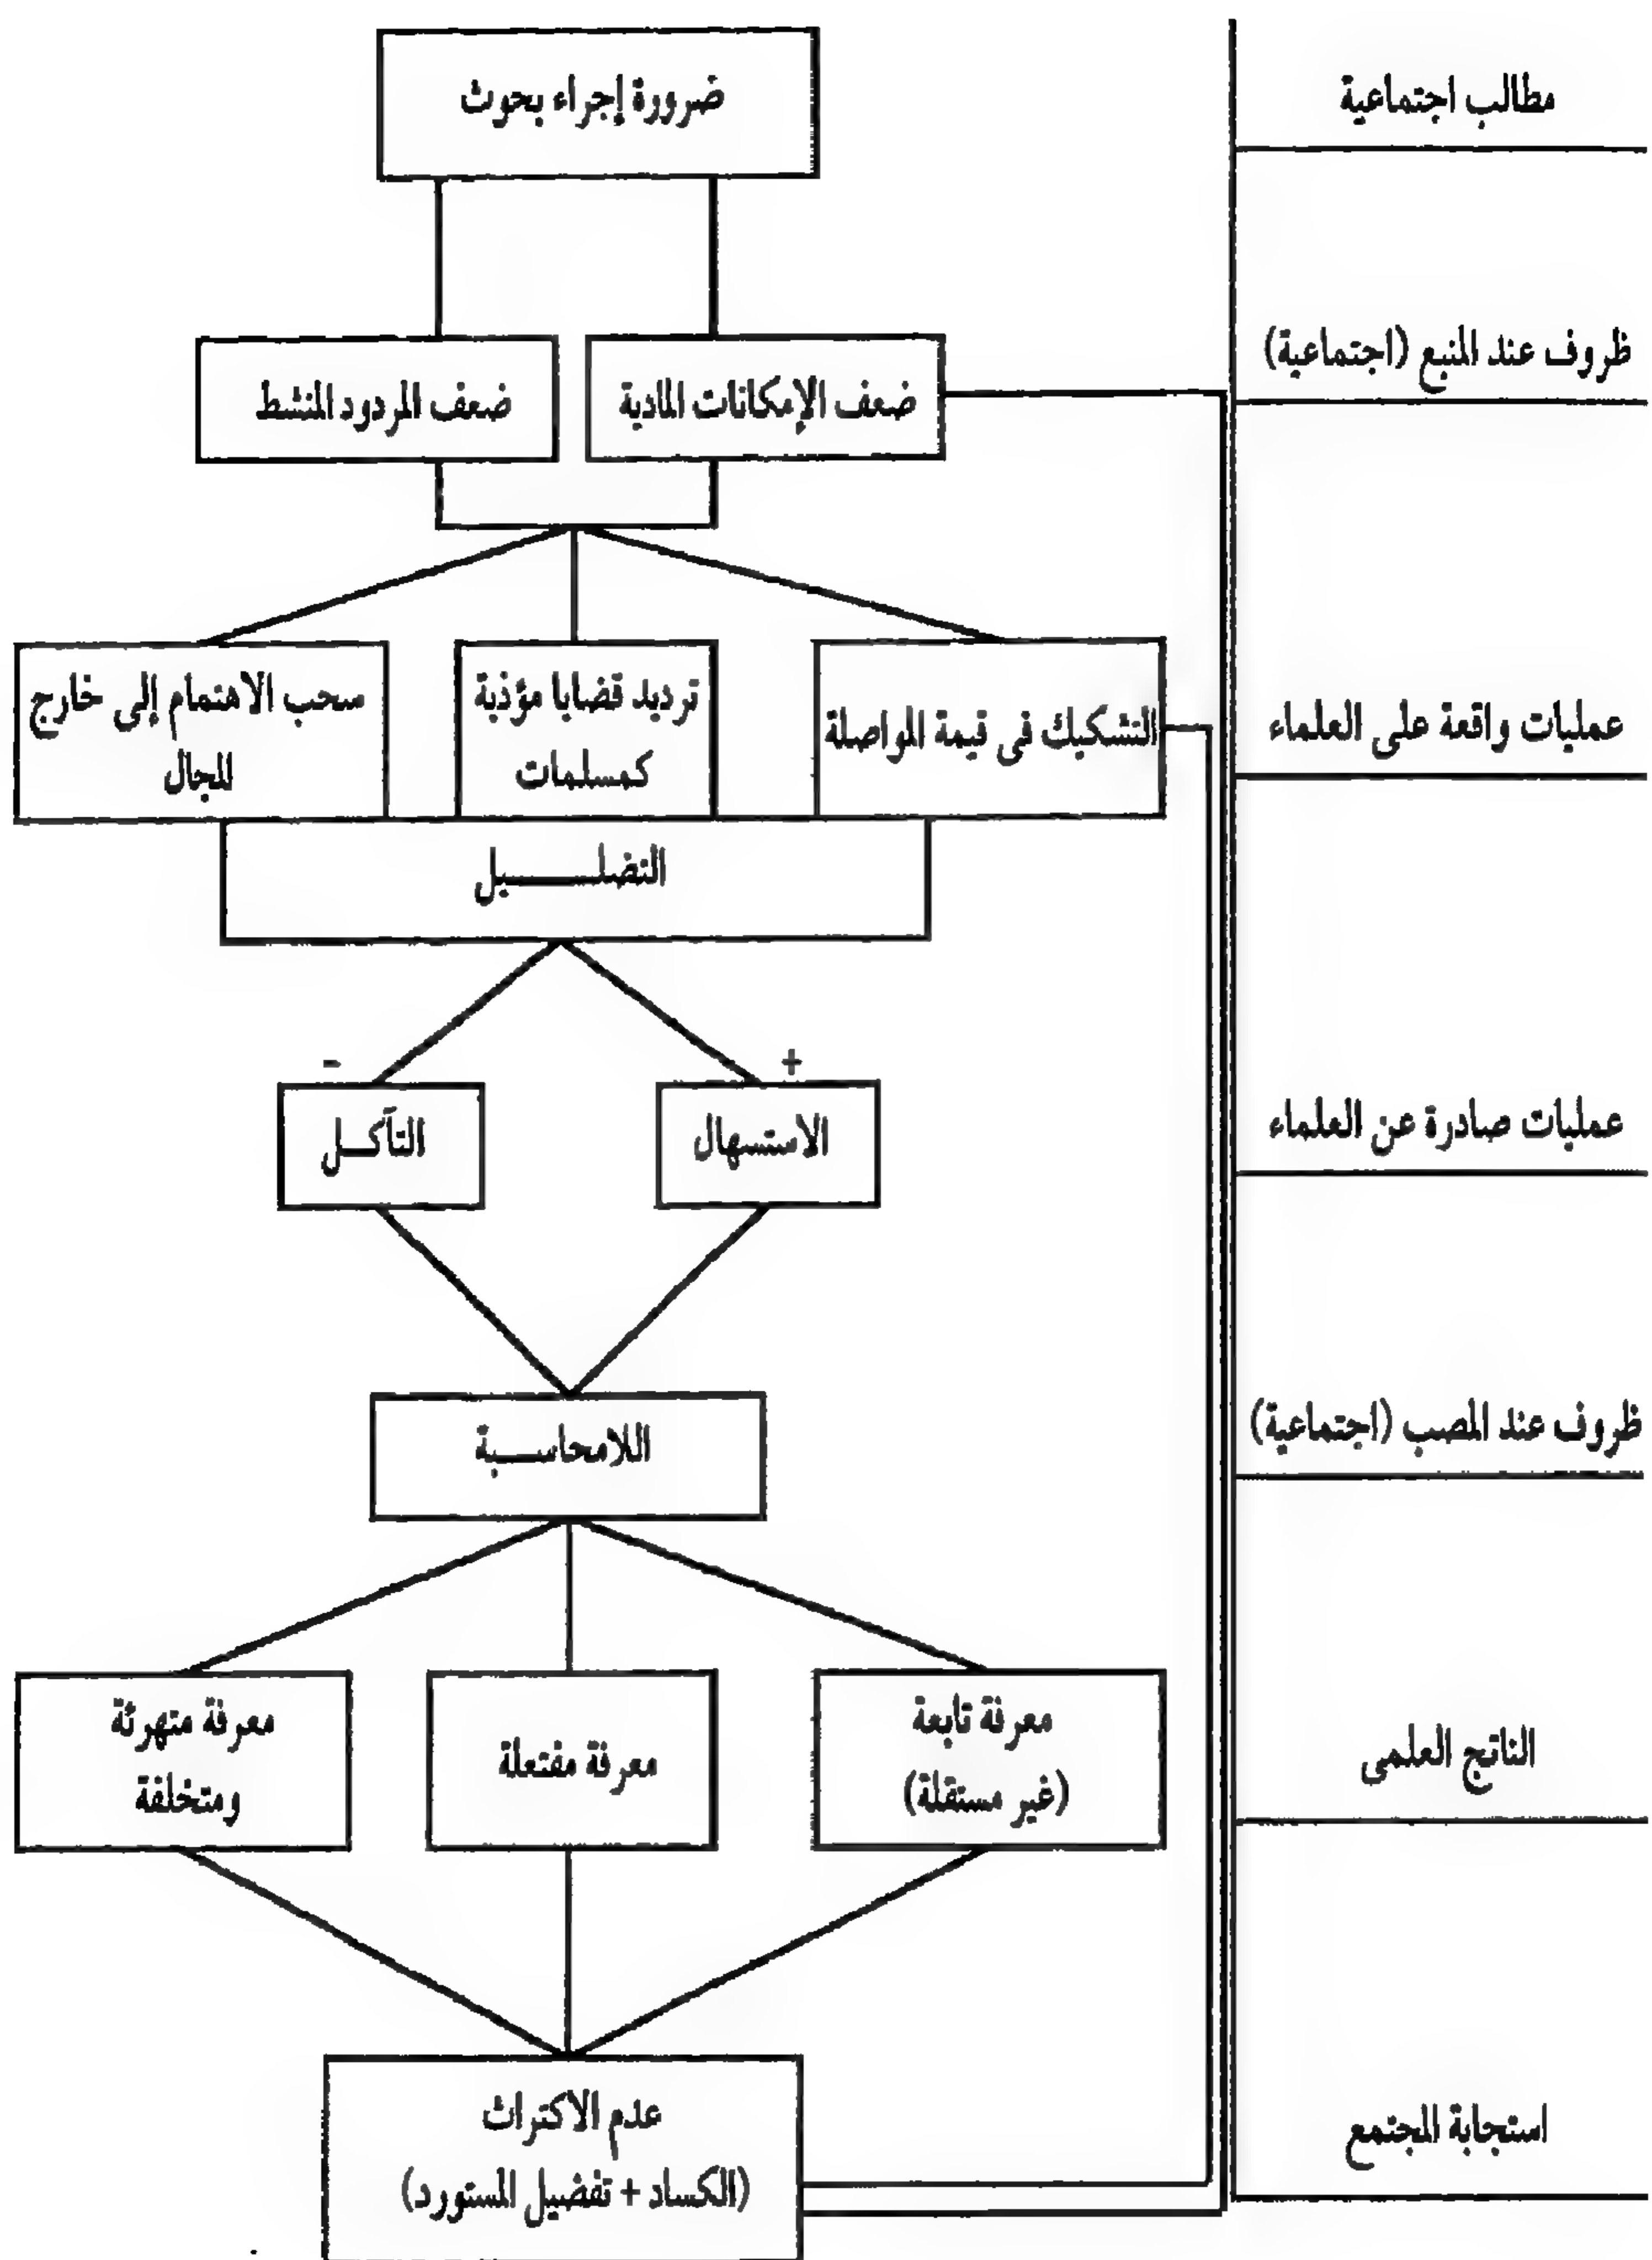 مطالب اجتماعية
ضرورة إجراء بحوث
ظروف عند المنبع (اجتماعية)
ضعف الإمكانات المادية
ضعف المردود المنشط
عمليات واقعة على العلماء
التشكيك فى قيمة المواصلة
ترديد قضايا مؤذية
كمسلمات
سحب الاهتمام إلى خارج
المجال
التضليل
عمليات صادرة عن العلماء
+
الاستسهال
-
التآكل
ظروف عند المصب (اجتماعية)
اللامحاسبة
الناتج العلمى
معرفة تابعة
(غير مستقلة)
معرفة مفتعلة
معرفة متهرئة
ومتخلفة
استجابة المجتمع
عدم الاكتراث
(الكساد + تفضيل المستورد)